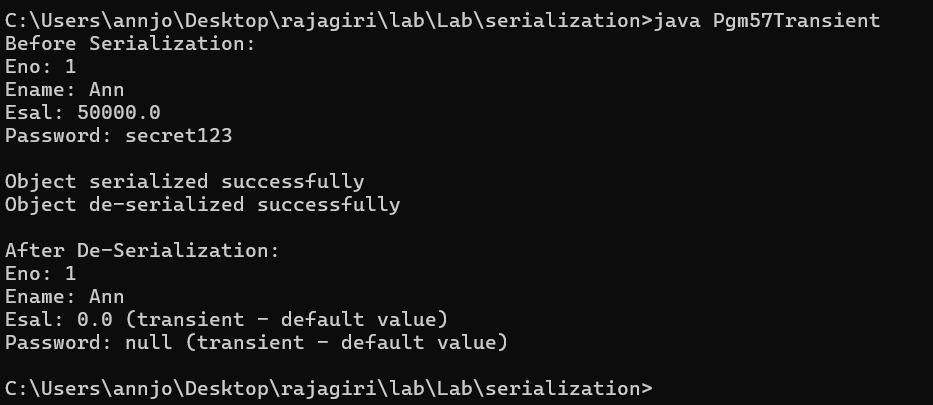 C:\Users\annjo\Desktop\rajagiri\lab\Lab\serialization>java Pgm57Transient
Before Serialization:
Eno: 1
Ename: Ann
Esal: 50000.0
Password: secret123
Object serialized successfully
Object de-serialized successfully
After De-Serialization:
Eno: 1
Ename: Ann
Esal: 0.0 (transient - default value)
Password: null (transient - default value)
C:\Users\annjo\Desktop\rajagiri\lab\Lab\serialization>